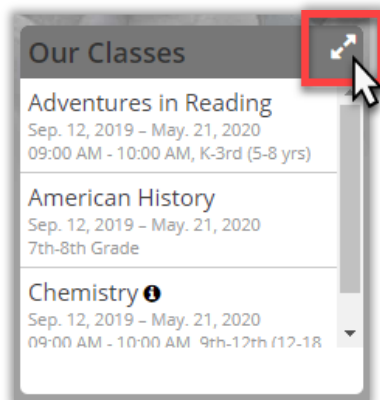 Our Classes
Adventures in Reading
Sep. 12, 2019 – May. 21, 2020
09:00 AM - 10:00 AM, K-3rd (5-8 yrs)
American History
Sep. 12, 2019 – May. 21, 2020
7th-8th Grade
Chemistry
Sep. 12, 2019 – May. 21, 2020
09:00 AM - 10:00 AM, 9th-12th (12-18